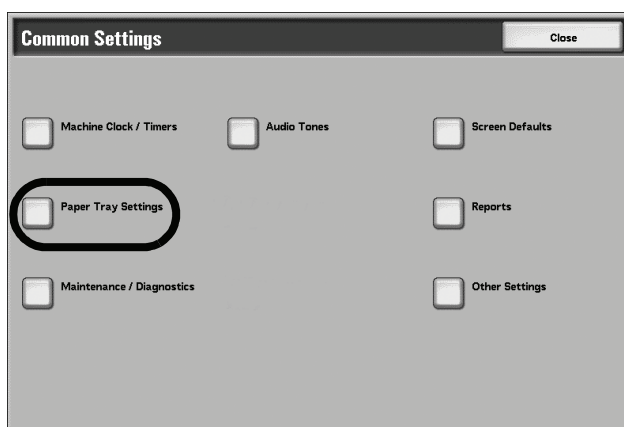 Common Settings
Close
Machine Clock / Timers
Audio Tones
Screen Defaults
Paper Tray Settings
Reports
Maintenance / Diagnostics
Other Settings